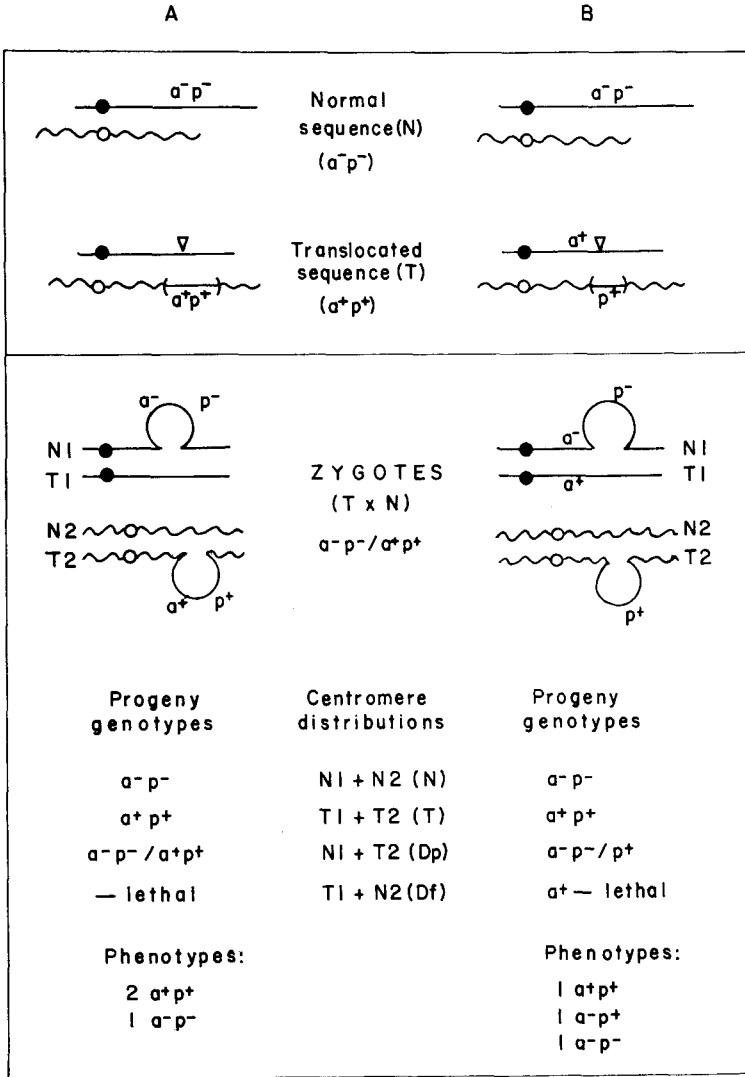 A B
a⁻p⁻ Normal a⁻p⁻
sequence(N)
(a⁻p⁻)
∇ Translocated a⁺ ∇
sequence(T)
(a⁺p⁺) (a⁺p⁺) (p⁺)
a⁻ p⁻ p⁻
N1 a⁻ N1
T1 ZYGOTES a⁺ T1
(T x N)
N2 a⁻p⁻/a⁺p⁺ N2
T2 T2
a⁺ p⁺ p⁺
Progeny Centromere Progeny
genotypes distributions genotypes
a⁻p⁻ N1 + N2 (N) a⁻p⁻
a⁺p⁺ T1 + T2 (T) a⁺p⁺
a⁻p⁻/a⁺p⁺ N1 + T2 (Dp) a⁻p⁻/p⁺
— lethal T1 + N2 (Df) a⁺— lethal
Phenotypes: Phenotypes:
2 a⁺p⁺ 1 a⁺p⁺
1 a⁻p⁻ 1 a⁻p⁺
1 a⁻p⁻